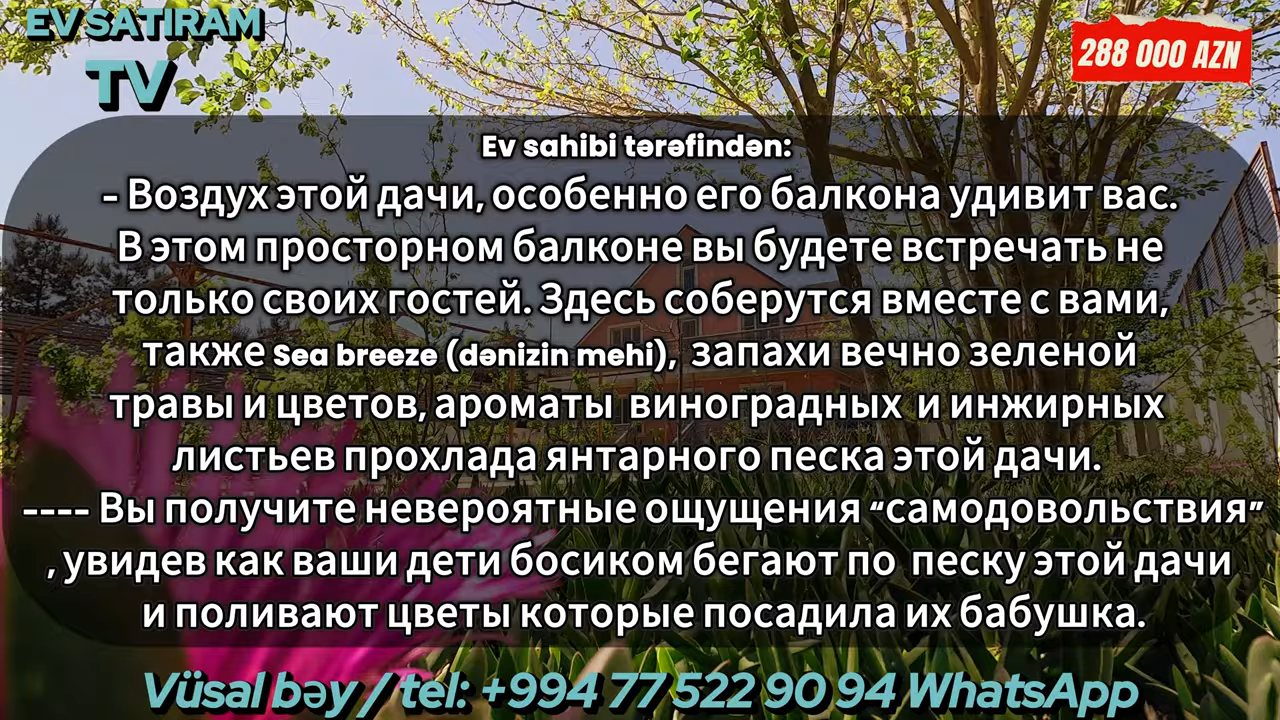 EV SATIRAM
TV
288 000 AZN
Ev sahibi tərəfindən:
- Воздух этой дачи, особенно его балкона удивит вас.
В этом просторном балконе вы будете встречать не
только своих гостей. Здесь соберутся вместе с вами,
также Sea breeze (dənizin mehi), запахи вечно зеленой
травы и цветов, ароматы виноградных и инжирных
листьев прохлада янтарного песка этой дачи.
---- Вы получите невероятные ощущения “самодовольствия”
, увидев как ваши дети босиком бегают по песку этой дачи
и поливают цветы которые посадила их бабушка.
Vüsal bəy / tel: +994 77 522 90 94 WhatsApp